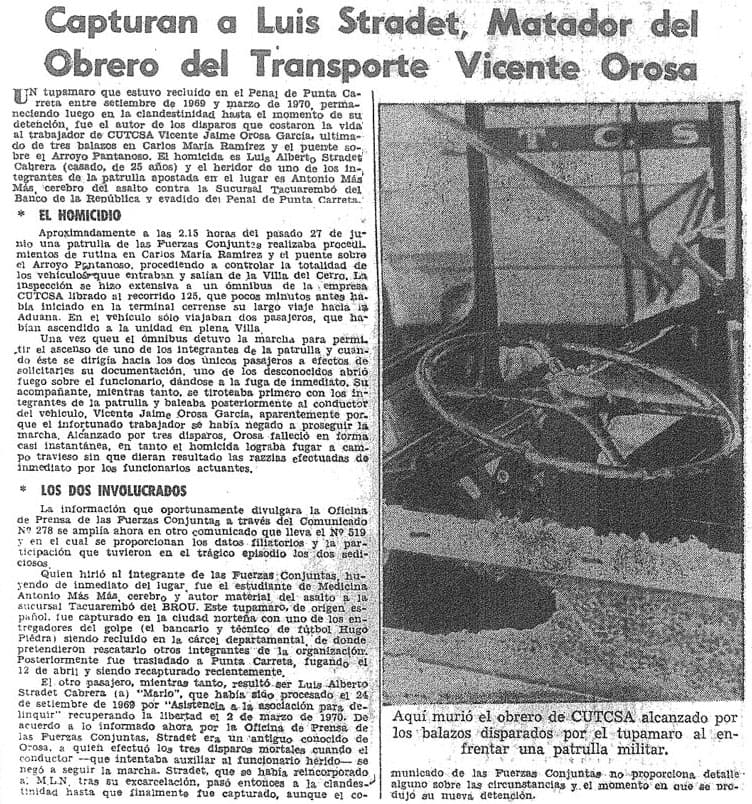 Capturan a Luis Stradet, Matador del
Obrero del Transporte Vicente Orosa
UN tupamaro que estuvo recluído en el Penal de Punta Ca-
rreta entre setiembre de 1969 y marzo de 1970, perma-
neciendo luego en la clandestinidad hasta el momento de su
detención, fue el autor de los disparos que costaron la vida
al trabajador de CUTCSA Vicente Jaime Orosa García, ultima-
do de tres balazos en Carlos María Ramírez y el puente so-
bre el Arroyo Pantanoso. El homicida es Luis Alberto Stradet
Cabrera (casado, de 25 años) y el heridor de uno de los in-
tegrantes de la patrulla apostada en el lugar es Antonio Más
Más, cerebro del asalto contra la Sucursal Tacuarembó del
Banco de la República y evadido del Penal de Punta Carreta.
* EL HOMICIDIO
Aproximadamente a las 2.15 horas del pasado 27 de ju-
nio una patrulla de las Fuerzas Conjuntas realizaba procedi-
mientos de rutina en Carlos María Ramírez y el puente sobre
el Arroyo Pantanoso, procediendo a controlar la totalidad de
los vehículos quue entraban y salían de la Villa del Cerro. La
inspección se hizo extensiva a un ómnibus de la empresa
CUTCSA librado al recorrido 125, que pocos minutos antes ha-
bía iniciado en la terminal cerrense su largo viaje hacia la
Aduana. En el vehículo sólo viajaban dos pasajeros, que ha-
bían ascendido a la unidad en plena Villa.
Una vez queu el ómnibus detuvo la marcha para permi-
tir el ascenso de uno de los integrantes de la patrulla y cuan-
do éste se dirigía hacia los dos únicos pasajeros a efectos de
solicitarles su documentación, uno de los desconocidos abrió
fuego sobre el funcionario, dándose a la fuga de inmediato. Su
acompañante, mientras tanto, se tiroteaba primero con los in-
tegrantes de la patrulla y baleaba posteriormente al conductor
del vehículo, Vicente Jaime Orosa García, aparentemente por-
que el infortunado trabajador se había negado a proseguir la
marcha. Alcanzado por tres disparos, Orosa falleció en forma
casi instantánea, en tanto el homicida lograba fugar a cam-
po travieso sin que dieran resultado las razzias efectuadas de
inmediato por los funcionarios actuantes.
* LOS DOS INVOLUCRADOS
La información que oportunamente divulgara la Oficina
de Prensa de las Fuerzas Conjuntas a través del Comunicado
Nº 278 se amplía ahora en otro comunicado que lleva el Nº 519
y en el cual se proporcionan los datos filiatorios y la par-
ticipación que tuvieron en el trágico episodio los dos sedi-
ciosos.
Quien hirió al integrante de las Fuerzas Conjuntas, hu-
yendo de inmediato del lugar, fue el estudiante de Medicina
Antonio Más Más, cerebro y autor material del asalto a la
sucursal Tacuarembó del BROU. Este tupamaro, de origen es-
pañol, fue capturado en la ciudad norteña con uno de los en-
tregadores del golpe (el bancario y técnico de fútbol Hugo
Piédra) siendo recluído en la cárcel departamental, de donde
pretendieron rescatarlo otros integrantes de la organización.
Posteriormente fue trasladado a Punta Carreta, fugando el
12 de abril y siendo recapturado recientemente.
El otro pasajero, mientras tanto, resultó ser Luis Alberto
Stradet Cabrera (a) "Mario", que había sido procesado el 24
de setiembre de 1969 por "Asistencia a la asociación para de-
linquir" recuperando la libertad el 2 de marzo de 1970. De
acuerdo a lo informado ahora por la Oficina de Prensa de
las Fuerzas Conjuntas, Stradet era un antiguo conocido de
Orosa, a quien efectuó los tres disparos mortales cuando el
conductor —que intentaba auxiliar al funcionario herido— se
negó a seguir la marcha. Stradet, que se había reincorporado
a M.L.N. tras su excarcelación, pasó entonces a la clandes-
tinidad hasta que finalmente fue capturado, aunque el co-
T. C. S
Aquí murió el obrero de CUTCSA alcanzado por
los balazos disparados por el tupamaro al en-
frentar una patrulla militar.
municado de las Fuerzas Conjuntas no proporciona detalle
alguno sobre las circunstancias y el momento en que se pro-
dujo su nueva detención.